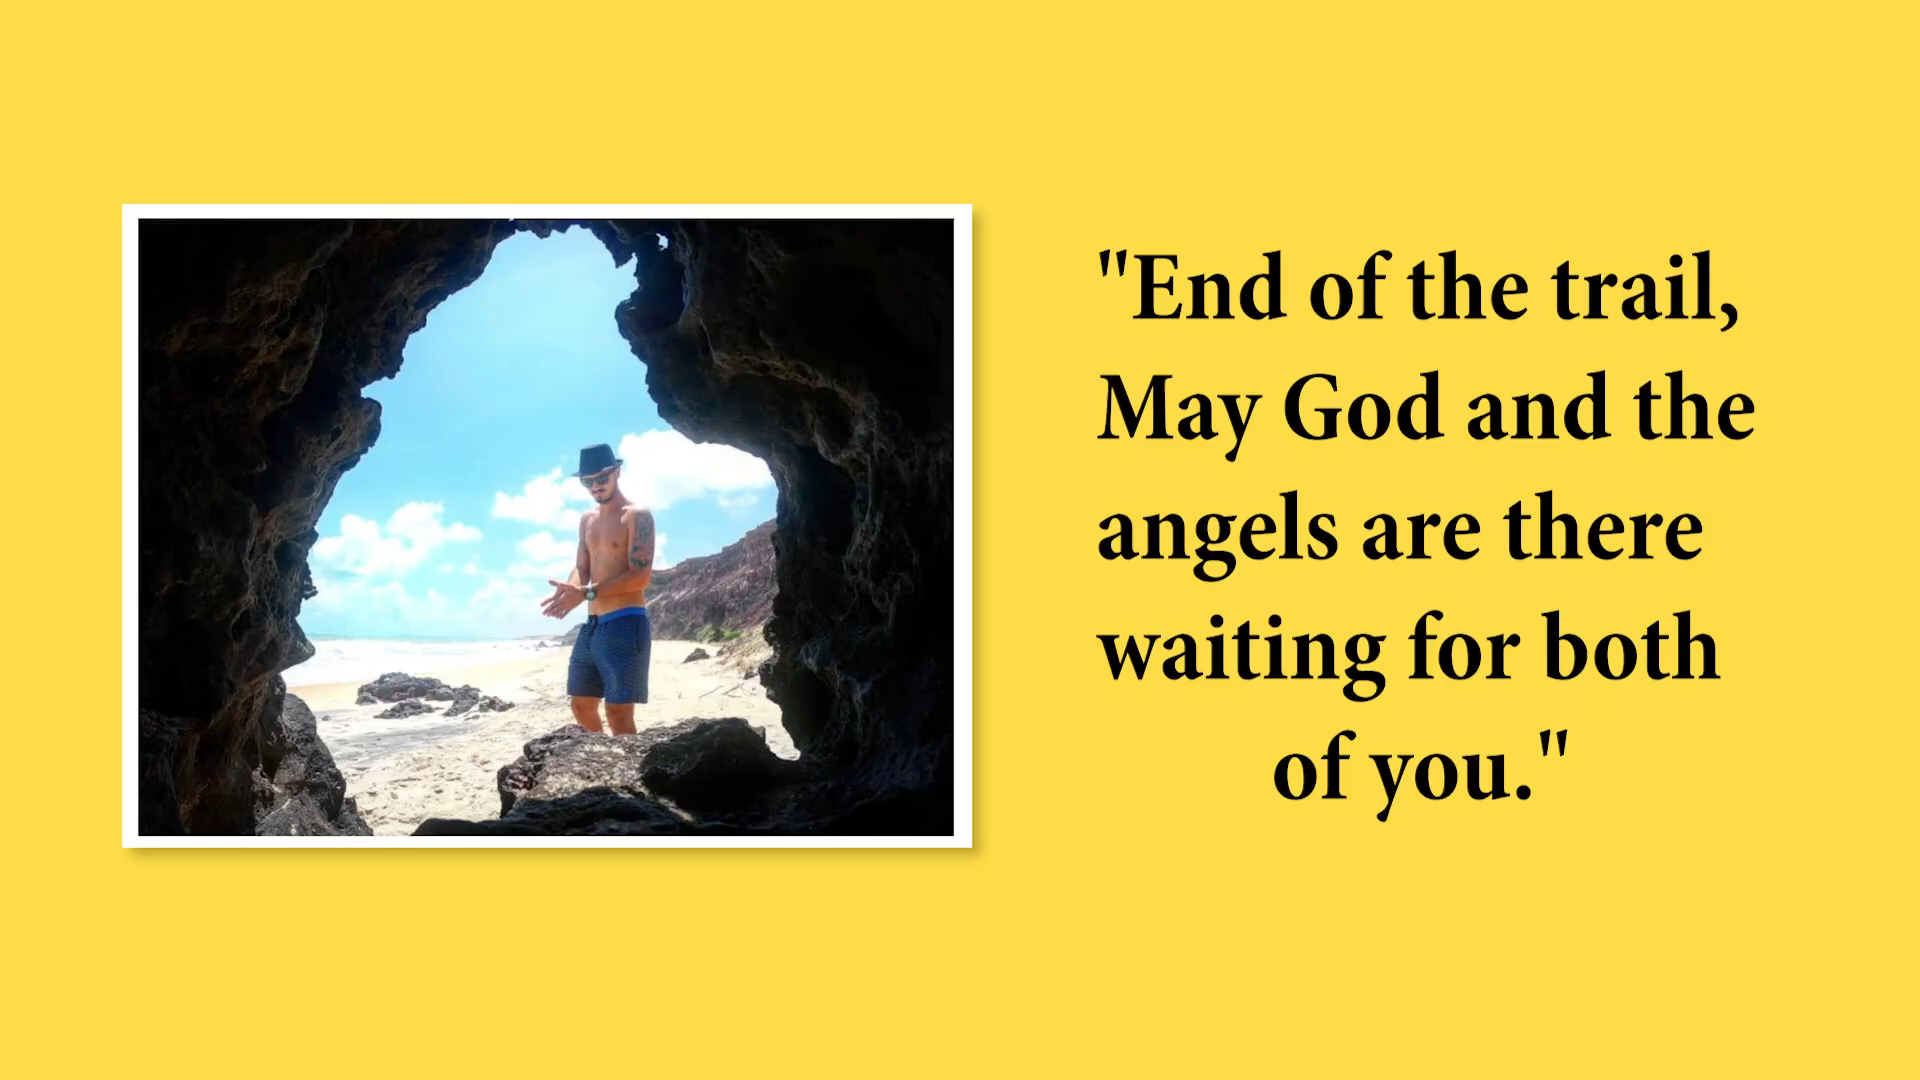 "End of the trail,
May God and the
angels are there
waiting for both
of you."